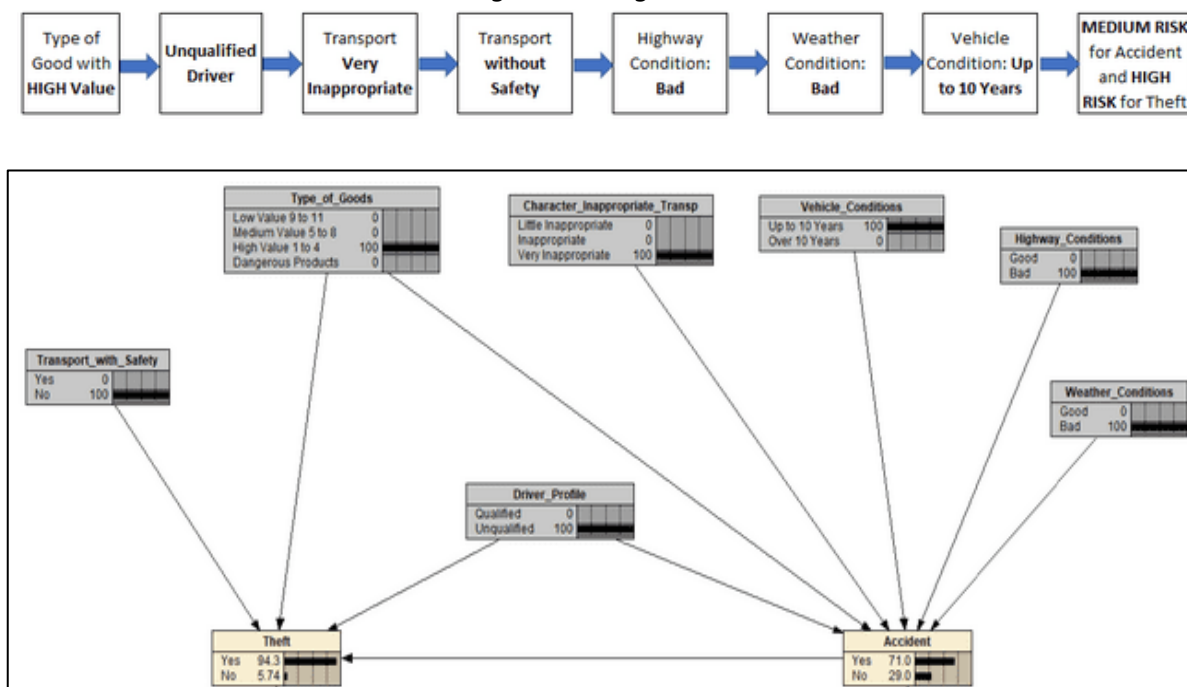 Type of
Good with
HIGH Value
Unqualified
Driver
Transport
Very
Inappropriate
Transport
without
Safety
Highway
Condition:
Bad
Weather
Condition:
Bad
Vehicle
Condition: Up
to 10 Years
MEDIUM RISK
for Accident
and HIGH
RISK for Theft
Type_of_Goods
Low Value 9 to 11 0
Medium Value 5 to 8 0
High Value 1 to 4 100
Dangerous Products 0
Character_Inappropriate_Transp
Little Inappropriate 0
Inappropriate 0
Very Inappropriate 100
Vehicle_Conditions
Up to 10 Years 100
Over 10 Years 0
Highway_Conditions
Good 0
Bad 100
Transport_with_Safety
Yes 0
No 100
Weather_Conditions
Good 0
Bad 100
Driver_Profile
Qualified 0
Unqualified 100
Theft
Yes 94.3
No 5.74
Accident
Yes 71.0
No 29.0